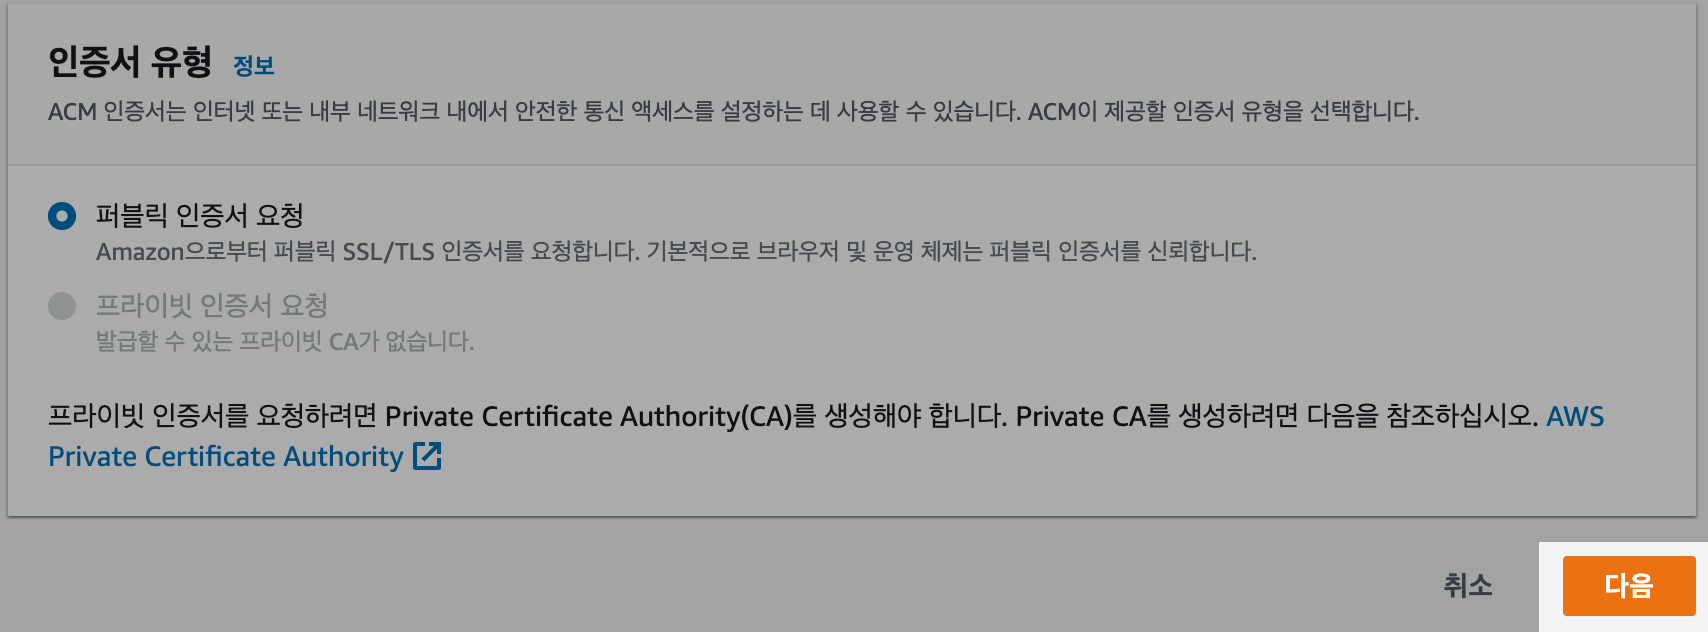 인증서 유형 정보
ACM 인증서는 인터넷 또는 내부 네트워크 내에서 안전한 통신 액세스를 설정하는 데 사용할 수 있습니다. ACM이 제공할 인증서 유형을 선택합니다.
퍼블릭 인증서 요청
Amazon으로부터 퍼블릭 SSL/TLS 인증서를 요청합니다. 기본적으로 브라우저 및 운영 체제는 퍼블릭 인증서를 신뢰합니다.
프라이빗 인증서 요청
발급할 수 있는 프라이빗 CA가 없습니다.
프라이빗 인증서를 요청하려면 Private Certificate Authority(CA)를 생성해야 합니다. Private CA를 생성하려면 다음을 참조하십시오. AWS
Private Certificate Authority
취소 다음